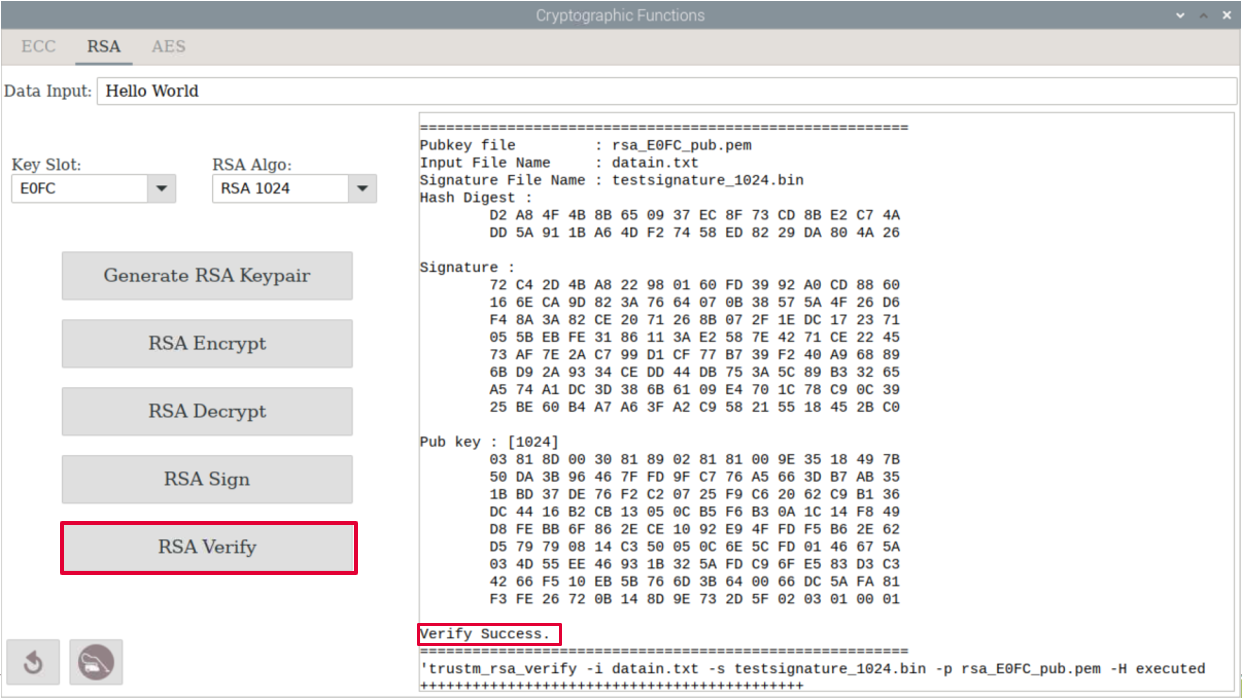 Cryptographic Functions
ECC RSA AES
Data Input: Hello World
Key Slot: RSA Algo:
E0FC RSA 1024
Generate RSA Keypair
RSA Encrypt
RSA Decrypt
RSA Sign
RSA Verify
========================================================
Pubkey file : rsa_E0FC_pub.pem
Input File Name : datain.txt
Signature File Name : testsignature_1024.bin
Hash Digest :
D2 A8 4F 4B 8B 65 09 37 EC 8F 73 CD 8B E2 C7 4A
DD 5A 91 1B A6 4D F2 74 58 ED 82 29 DA 80 4A 26
Signature :
72 C4 2D 4B A8 22 98 01 60 FD 39 92 A0 CD 88 60
16 6E CA 9D 82 3A 76 64 07 0B 38 57 5A 4F 26 D6
F4 8A 3A 82 CE 20 71 26 8B 07 2F 1E DC 17 23 71
05 5B EB FE 31 86 11 3A E2 58 7E 42 71 CE 22 45
73 AF 7E 2A C7 99 D1 CF 77 B7 39 F2 40 A9 68 89
6B D9 2A 93 34 CE DD 44 DB 75 3A 5C 89 B3 32 65
A5 74 A1 DC 3D 38 6B 61 09 E4 70 1C 78 C9 0C 39
25 BE 60 B4 A7 A6 3F A2 C9 58 21 55 18 45 2B C0
Pub key : [1024]
03 81 8D 00 30 81 89 02 81 81 00 9E 35 18 49 7B
50 DA 3B 96 46 7F FD 9F C7 76 A5 66 3D B7 AB 35
1B BD 37 DE 76 F2 C2 07 25 F9 C6 20 62 C9 B1 36
DC 44 16 B2 CB 13 05 0C B5 F6 B3 0A 1C 14 F8 49
D8 FE BB 6F 86 2E CE 10 92 E9 4F FD F5 B6 2E 62
D5 79 79 08 14 C3 50 05 0C 6E 5C FD 01 46 67 5A
03 4D 55 EE 46 93 1B 32 5A FD C9 6F E5 83 D3 C3
42 66 F5 10 EB 5B 76 6D 3B 64 00 66 DC 5A FA 81
F3 FE 26 72 0B 14 8D 9E 73 2D 5F 02 03 01 00 01
Verify Success.
========================================================
'trustm_rsa_verify -i datain.txt -s testsignature_1024.bin -p rsa_E0FC_pub.pem -H executed
++++++++++++++++++++++++++++++++++++++++++++